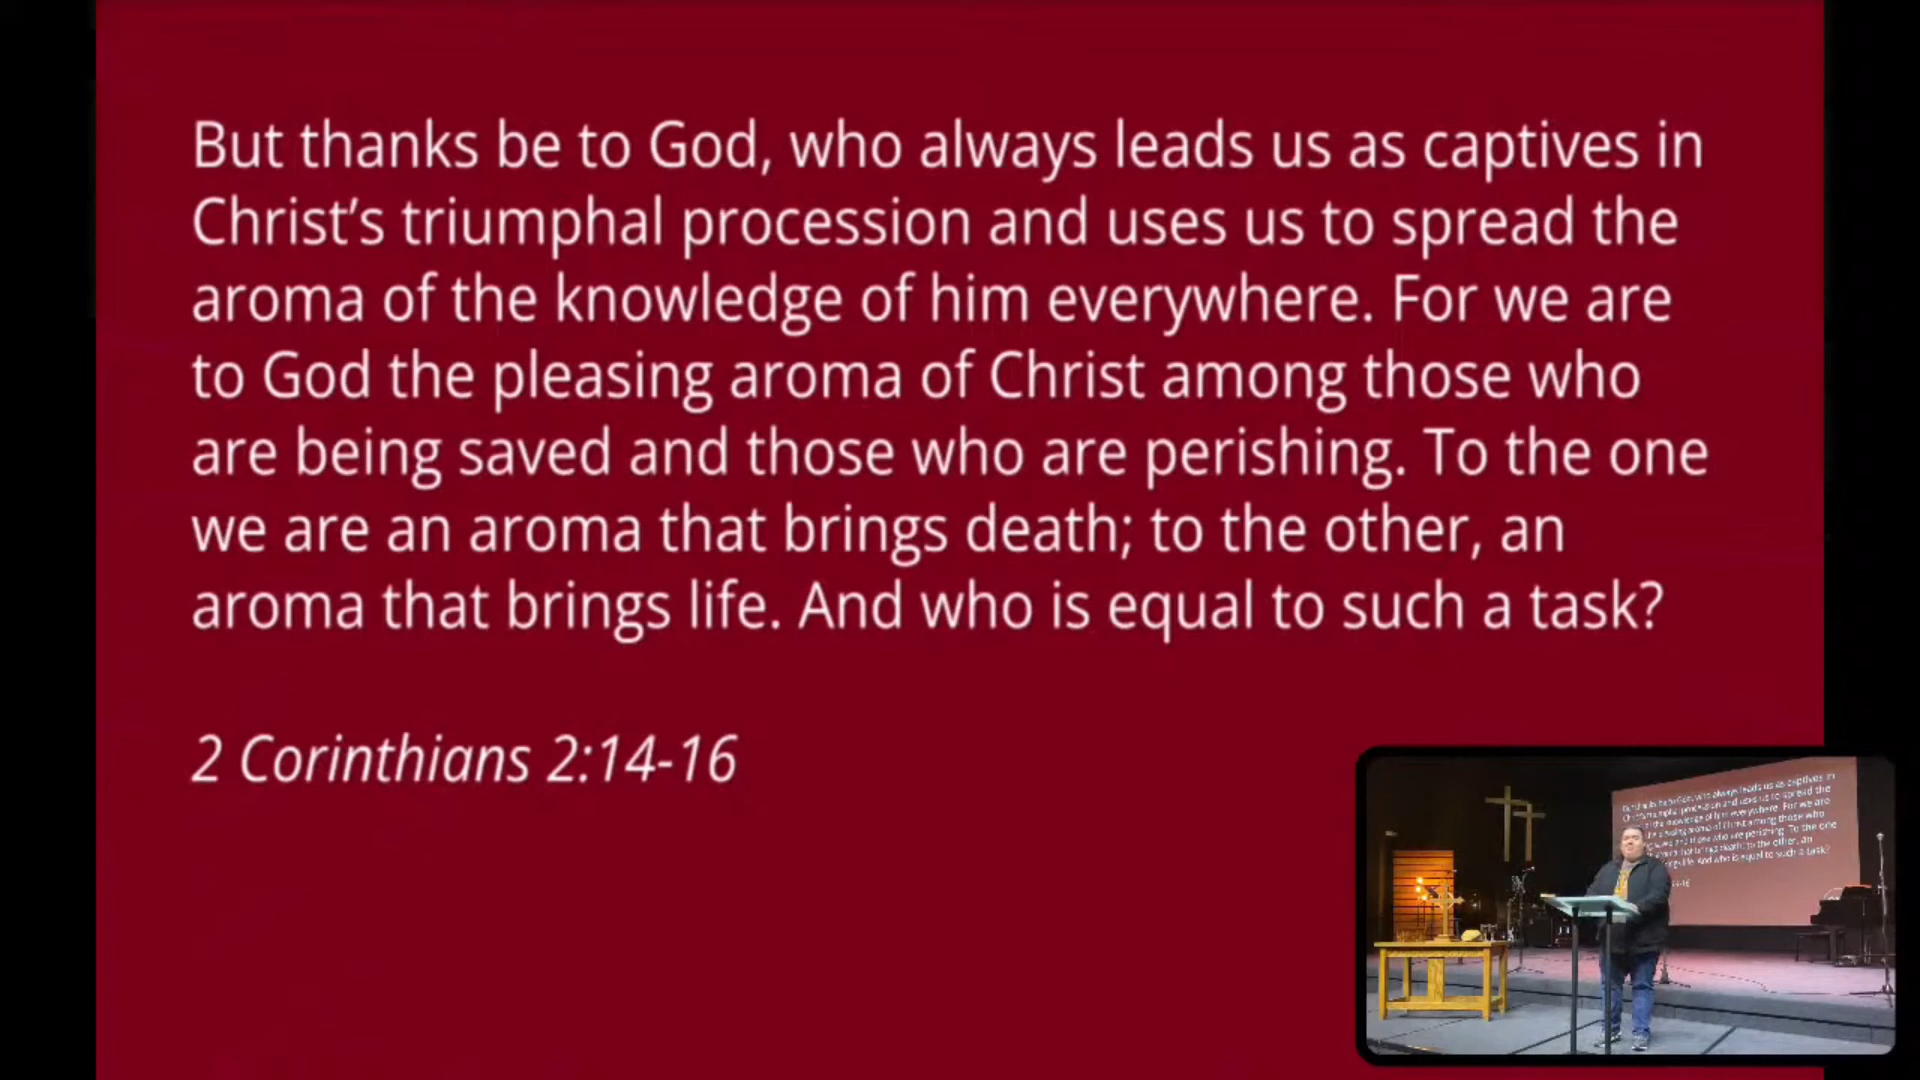 But thanks be to God, who always leads us as captives in
Christ’s triumphal procession and uses us to spread the
aroma of the knowledge of him everywhere. For we are
to God the pleasing aroma of Christ among those who
are being saved and those who are perishing. To the one
we are an aroma that brings death; to the other, an
aroma that brings life. And who is equal to such a task?
2 Corinthians 2:14-16